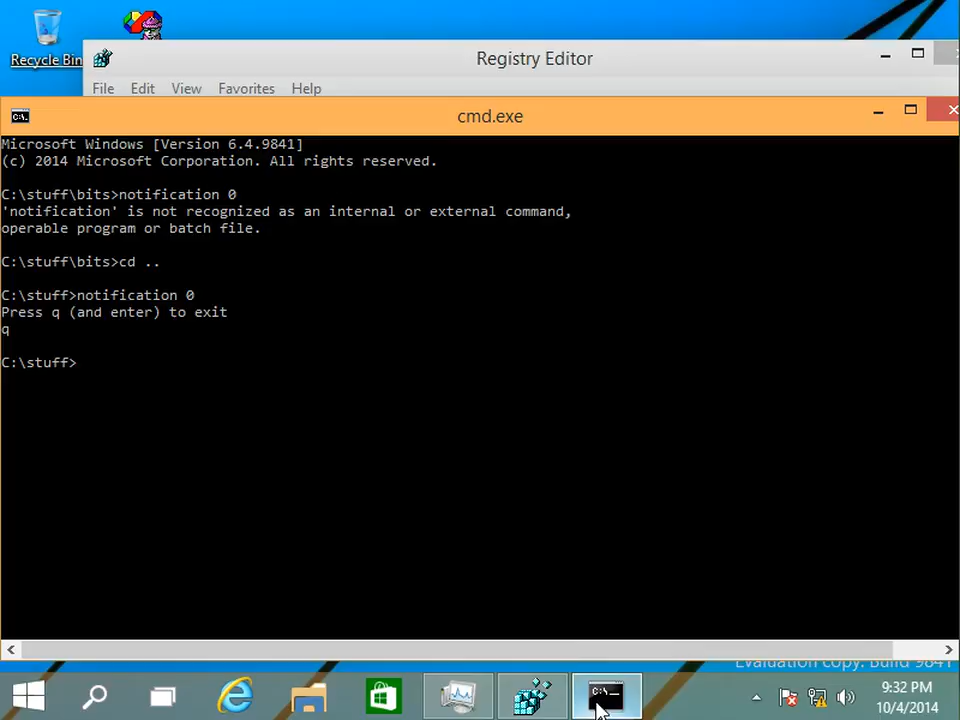 Recycle Bin
Registry Editor
File Edit View Favorites Help
cmd.exe
Microsoft Windows [Version 6.4.9841]
(c) 2014 Microsoft Corporation. All rights reserved.
C:\stuff\bits>notification 0
'notification' is not recognized as an internal or external command,
operable program or batch file.
C:\stuff\bits>cd ..
C:\stuff>notification 0
Press q (and enter) to exit
q
C:\stuff>
Evaluation copy. Build 9841
9:32 PM
10/4/2014